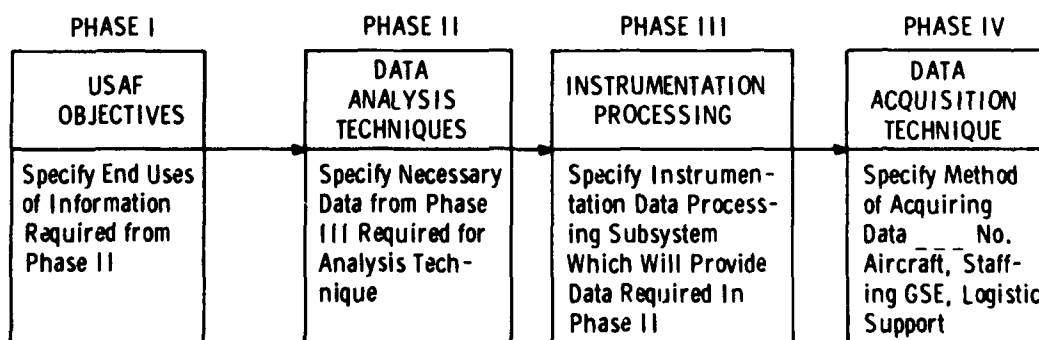 PHASE I
USAF
OBJECTIVES
Specify End Uses
of Information
Required from
Phase II
PHASE II
DATA
ANALYSIS
TECHNIQUES
Specify Necessary
Data from Phase
III Required for
Analysis Tech-
nique
PHASE III
INSTRUMENTATION
PROCESSING
Specify Instrumen-
tation Data Process-
ing Subsystem
Which Will Provide
Data Required In
Phase II
PHASE IV
DATA
ACQUISITION
TECHNIQUE
Specify Method
of Acquiring
Data _ _ _ No.
Aircraft, Staff-
ing GSE, Logistic
Support